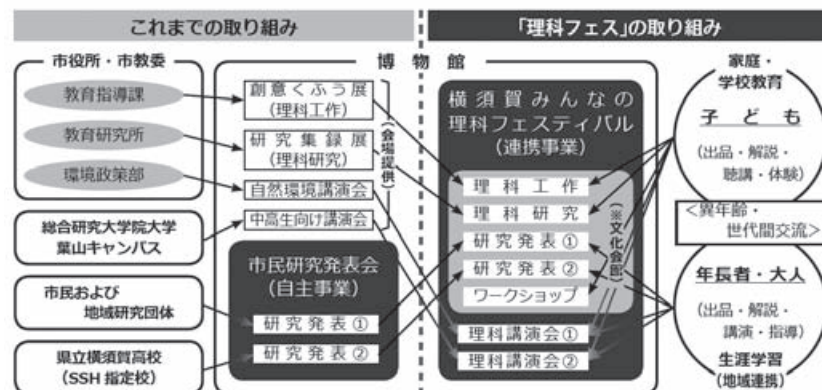 これまでの取り組み
「理科フェス」の取り組み
市役所・市教委
教育指導課
教育研究所
環境政策部
総合研究大学院大学
葉山キャンパス
市民および
地域研究団体
県立横須賀高校
(SSH 指定校)
博物館
創意くふう展
(理科工作)
研究集録展
(理科研究)
自然環境講演会
中高生向け講演会
(会場提供)
市民研究発表会
(自主事業)
研究発表①
研究発表②
横須賀みんなの
理科フェスティバル
(連携事業)
理科工作
理科研究
研究発表①
研究発表②
ワークショップ
(※文化会館)
理科講演会①
理科講演会②
家庭・
学校教育
子ども
(出品・解説・
聴講・体験)
<異年齢・
世代間交流>
年長者・大人
(出品・解説・
講演・指導)
生涯学習
(地域連携)